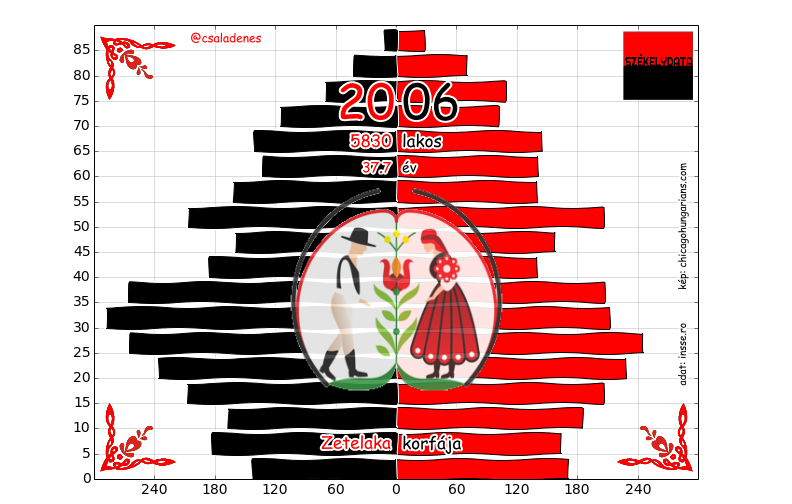 @csaladenes
SZÉKELYDATA
2006
5830 lakos
37.7 év
kép: chicagohungarians.com
adat: insse.ro
Zetelaka korfája
85
80
75
70
65
60
55
50
45
40
35
30
25
20
15
10
5
0
240 180 120 60 0 60 120 180 240